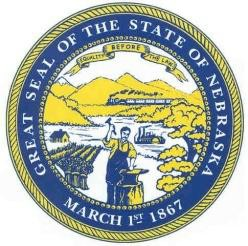 GREAT SEAL OF THE STATE OF NEBRASKA
EQUALITY BEFORE THE LAW
MARCH 1ST 1867